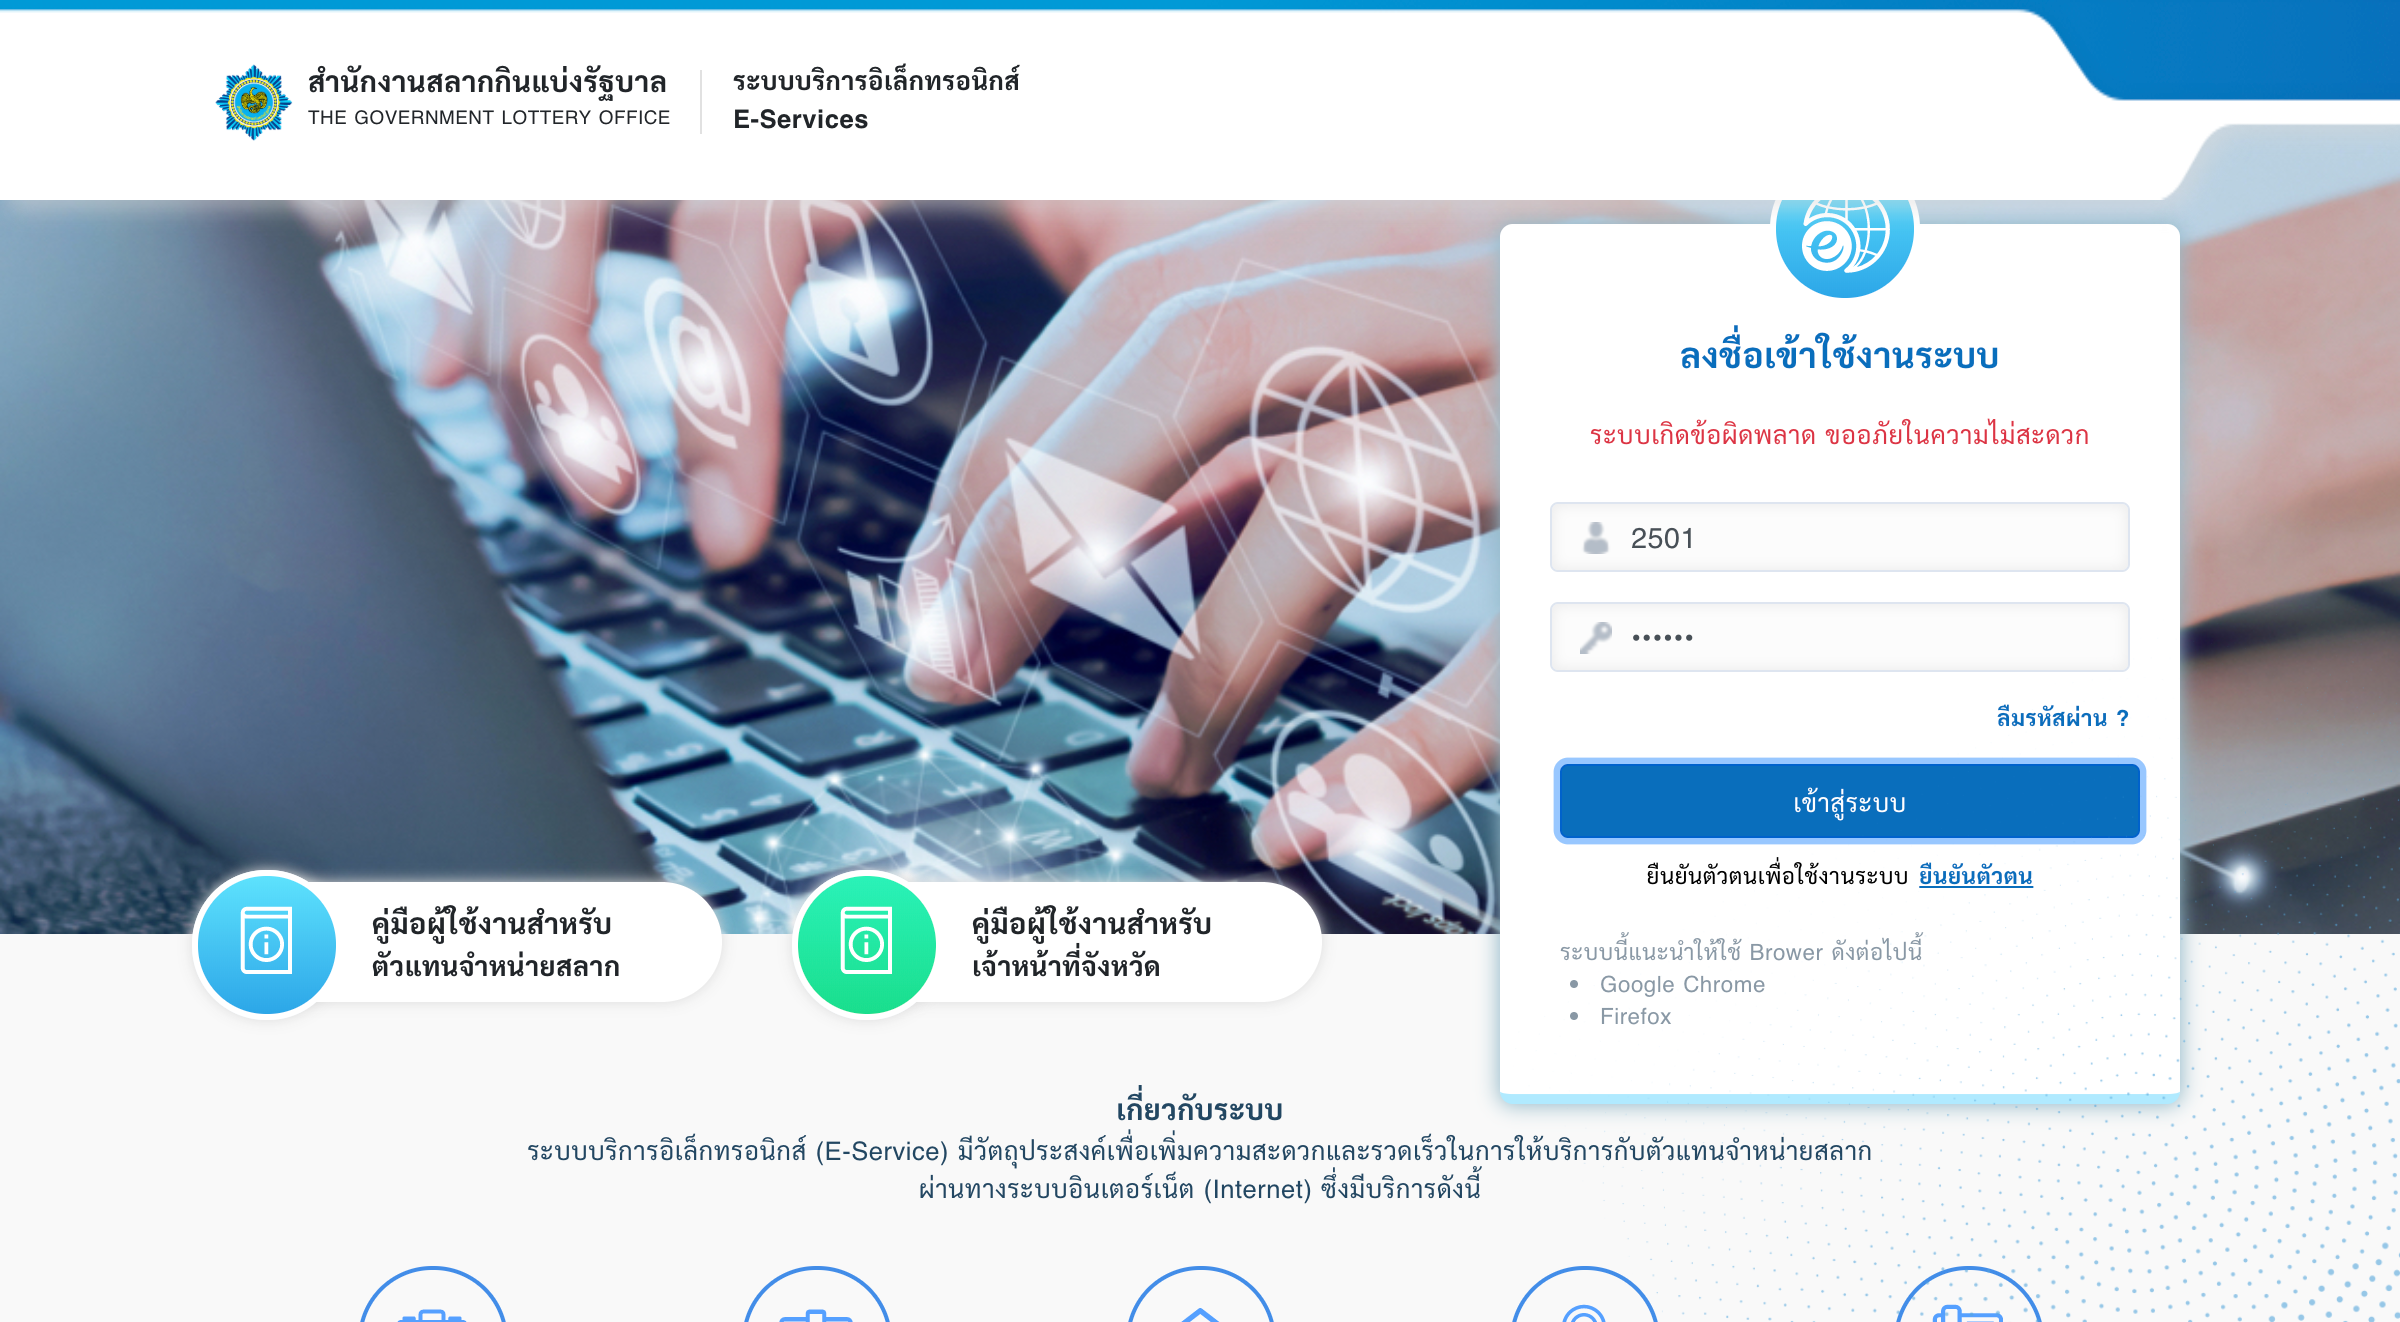 สำนักงานสลากกินแบ่งรัฐบาล
THE GOVERNMENT LOTTERY OFFICE
ระบบบริการอิเล็กทรอนิกส์
E-Services
ลงชื่อเข้าใช้งานระบบ
ระบบเกิดข้อผิดพลาด ขออภัยในความไม่สะดวก
2501
••••••
ลืมรหัสผ่าน ?
เข้าสู่ระบบ
ยืนยันตัวตนเพื่อใช้งานระบบ ยืนยันตัวตน
ระบบนี้แนะนำให้ใช้ Brower ดังต่อไปนี้
• Google Chrome
• Firefox
คู่มือผู้ใช้งานสำหรับ
ตัวแทนจำหน่ายสลาก
คู่มือผู้ใช้งานสำหรับ
เจ้าหน้าที่จังหวัด
เกี่ยวกับระบบ
ระบบบริการอิเล็กทรอนิกส์ (E-Service) มีวัตถุประสงค์เพื่อเพิ่มความสะดวกและรวดเร็วในการให้บริการกับตัวแทนจำหน่ายสลาก
ผ่านทางระบบอินเตอร์เน็ต (Internet) ซึ่งมีบริการดังนี้